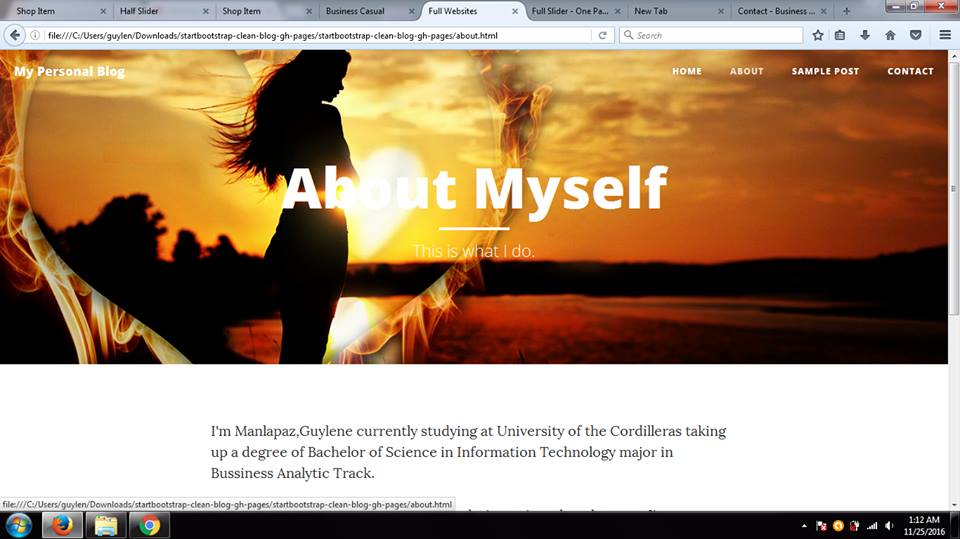 Shop Item
Half Slider
Shop Item
Business Casual
Full Websites
Full Slider - One Pa...
New Tab
Contact - Business ...
file:///C:/Users/guylen/Downloads/startbootstrap-clean-blog-gh-pages/startbootstrap-clean-blog-gh-pages/about.html
Search
My Personal Blog
HOME
ABOUT
SAMPLE POST
CONTACT
About Myself
This is what I do.
I'm Manlapaz,Guylene currently studying at University of the Cordilleras taking
up a degree of Bachelor of Science in Information Technology major in
Bussiness Analytic Track.
file:///C:/Users/guylen/Downloads/startbootstrap-clean-blog-gh-pages/startbootstrap-clean-blog-gh-pages/about.html
1:12 AM
11/25/2016